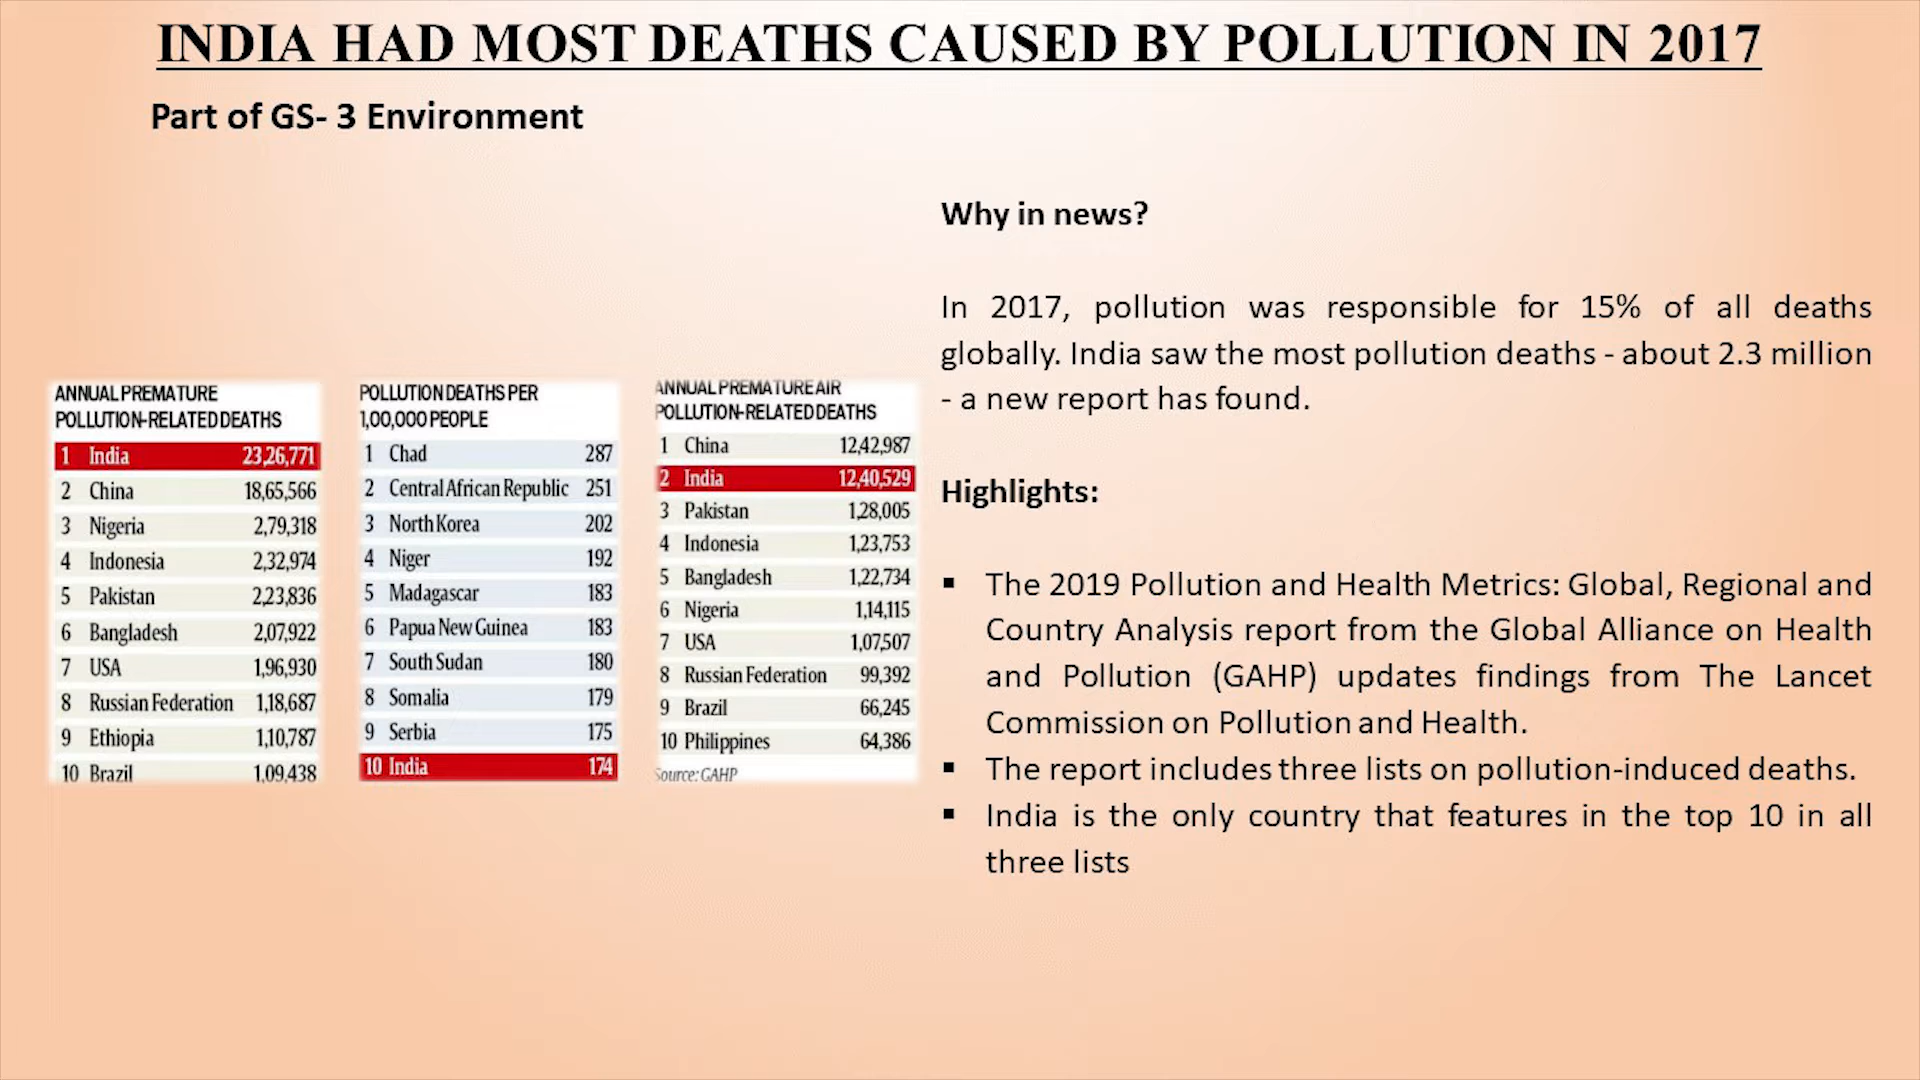 INDIA HAD MOST DEATHS CAUSED BY POLLUTION IN 2017
Part of GS- 3 Environment
ANNUAL PREMATURE
POLLUTION-RELATED DEATHS
1 India 23,26,771
2 China 18,65,566
3 Nigeria 2,79,318
4 Indonesia 2,32,974
5 Pakistan 2,23,836
6 Bangladesh 2,07,922
7 USA 1,96,930
8 Russian Federation 1,18,687
9 Ethiopia 1,10,787
10 Brazil 1,09,438
POLLUTION DEATHS PER
1,00,000 PEOPLE
1 Chad 287
2 Central African Republic 251
3 North Korea 202
4 Niger 192
5 Madagascar 183
6 Papua New Guinea 183
7 South Sudan 180
8 Somalia 179
9 Serbia 175
10 India 174
ANNUAL PREMATURE AIR
POLLUTION-RELATED DEATHS
1 China 12,42,987
2 India 12,40,529
3 Pakistan 1,28,005
4 Indonesia 1,23,753
5 Bangladesh 1,22,734
6 Nigeria 1,14,115
7 USA 1,07,507
8 Russian Federation 99,392
9 Brazil 66,245
10 Philippines 64,386
Source: GAHP
Why in news?
In 2017, pollution was responsible for 15% of all deaths
globally. India saw the most pollution deaths - about 2.3 million
- a new report has found.
Highlights:
▪ The 2019 Pollution and Health Metrics: Global, Regional and
Country Analysis report from the Global Alliance on Health
and Pollution (GAHP) updates findings from The Lancet
Commission on Pollution and Health.
▪ The report includes three lists on pollution-induced deaths.
▪ India is the only country that features in the top 10 in all
three lists